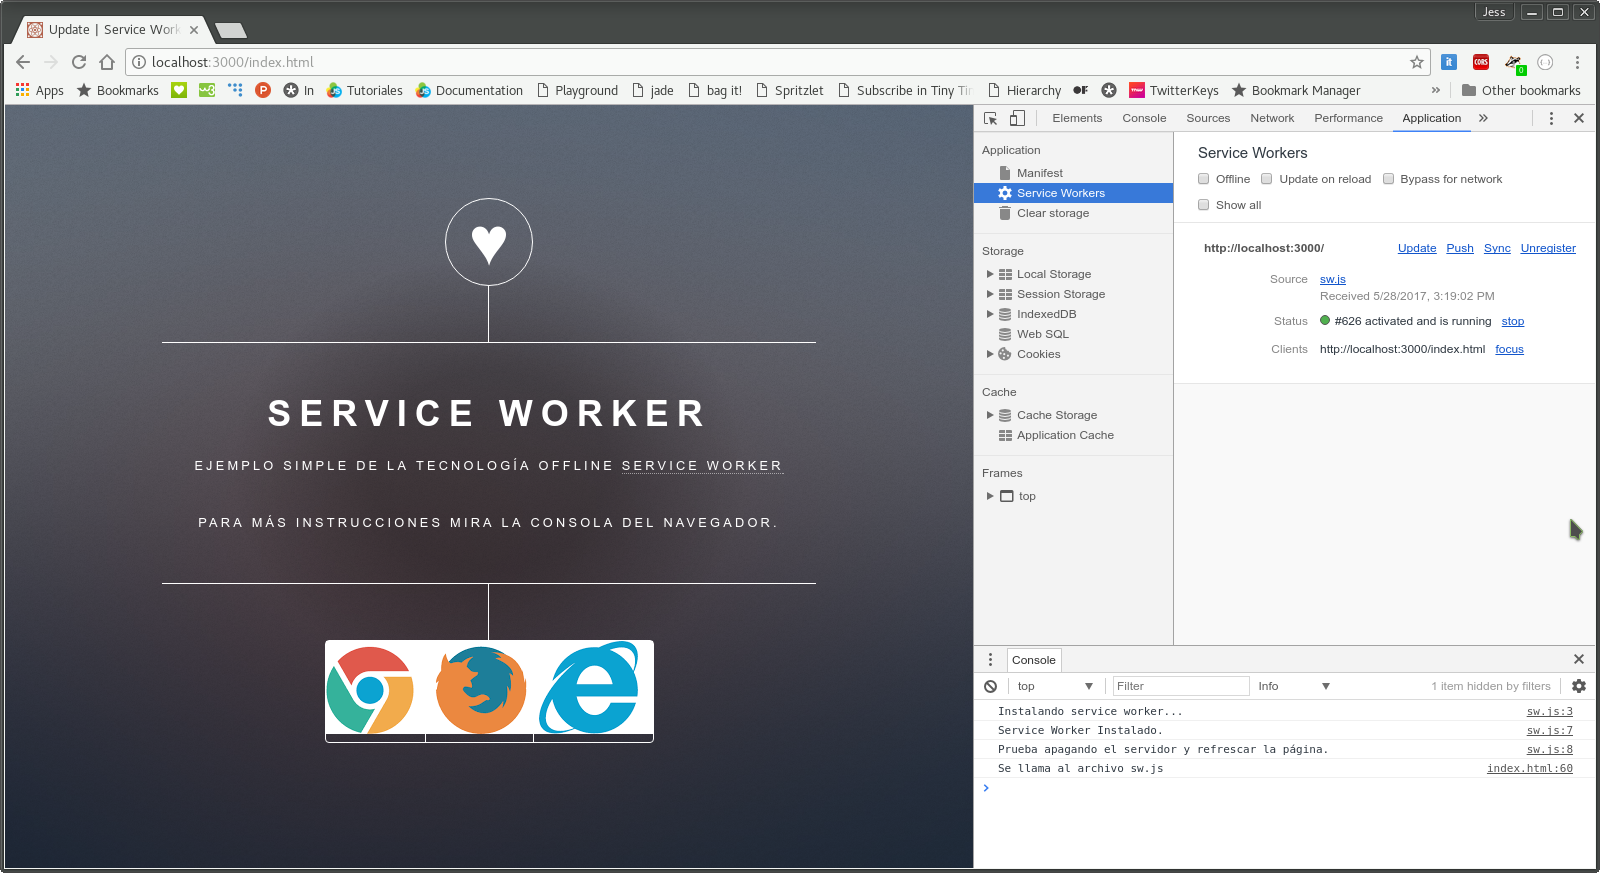 Jess
Update | Service Work
localhost:3000/index.html
it
CORS
0
Apps
Bookmarks
In
JS Tutoriales
JS Documentation
Playground
jade
bag it!
Spritzlet
Subscribe in Tiny Ti
Hierarchy
TwitterKeys
Bookmark Manager
»
Other bookmarks
Elements Console Sources Network Performance Application »
Application
Manifest
Service Workers
Clear storage
Storage
Local Storage
Session Storage
IndexedDB
Web SQL
Cookies
Cache
Cache Storage
Application Cache
Frames
top
Service Workers
Offline Update on reload Bypass for network
Show all
http://localhost:3000/ Update Push Sync Unregister
Source sw.js
Received 5/28/2017, 3:19:02 PM
Status #626 activated and is running stop
Clients http://localhost:3000/index.html focus
SERVICE WORKER
EJEMPLO SIMPLE DE LA TECNOLOGÍA OFFLINE SERVICE WORKER
PARA MÁS INSTRUCCIONES MIRA LA CONSOLA DEL NAVEGADOR.
Console
top Filter Info 1 item hidden by filters
Instalando service worker... sw.js:3
Service Worker Instalado. sw.js:7
Prueba apagando el servidor y refrescar la página. sw.js:8
Se llama al archivo sw.js index.html:60